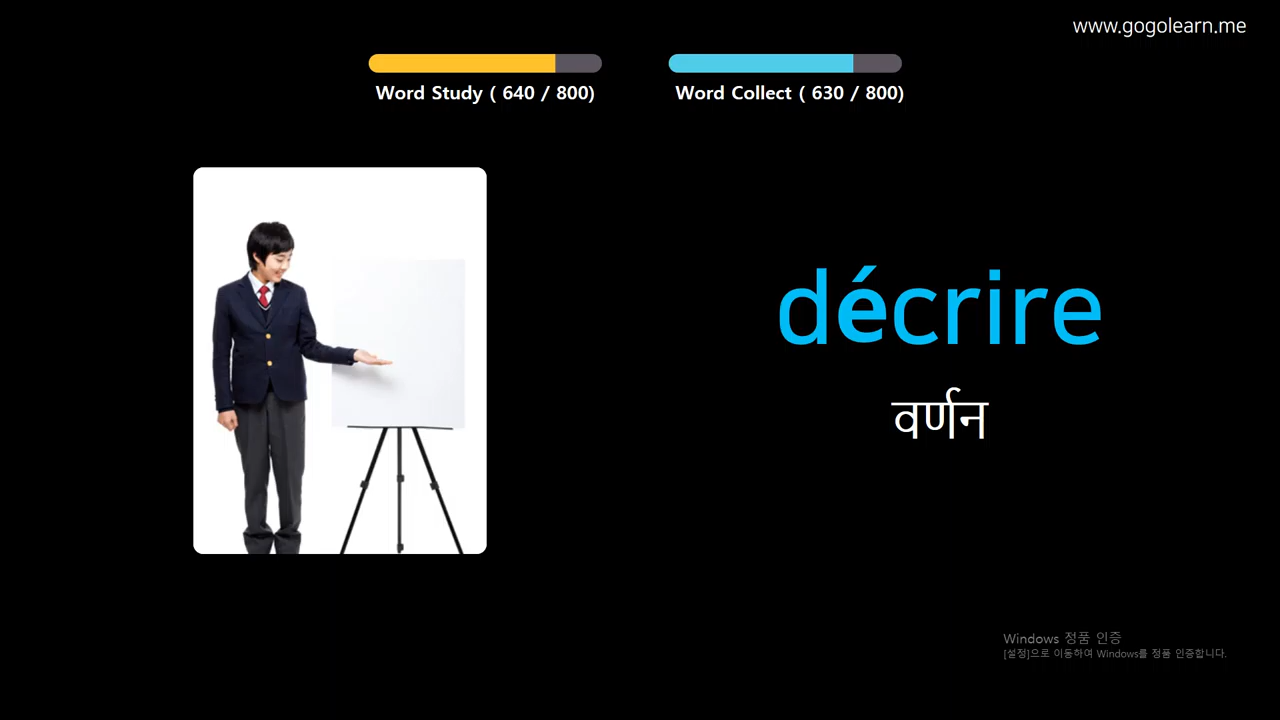 www.gogolearn.me
Word Study ( 640 / 800)
Word Collect ( 630 / 800)
décrire
वर्णन
Windows 정품 인증
[설정]으로 이동하여 Windows를 정품 인증합니다.